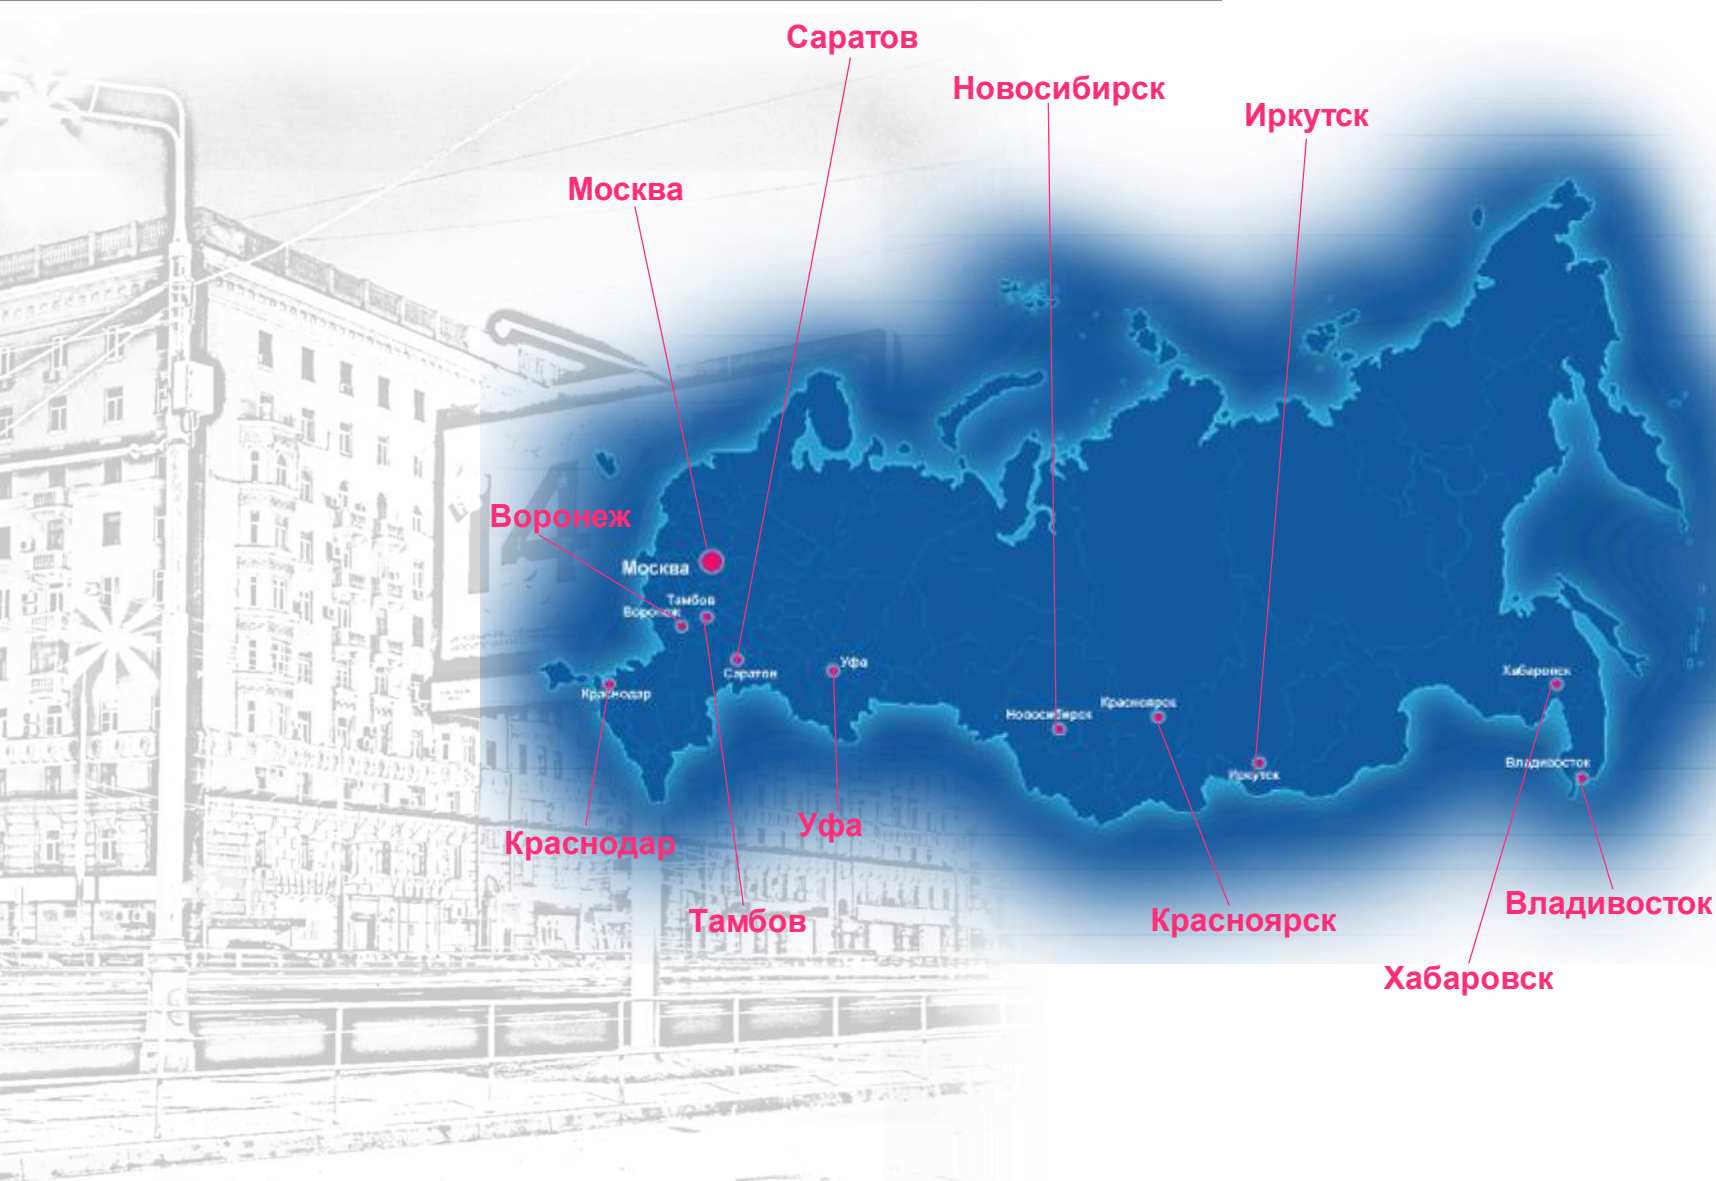 Саратов
Новосибирск
Иркутск
Москва
14
Воронеж
Москва
Тамбов
Воронеж
Уфа
Саратов
Хабаровск
Краснодар
Красноярск
Новосибирск
Владивосток
Иркутск
Уфа
Краснодар
Владивосток
Тамбов
Красноярск
Хабаровск